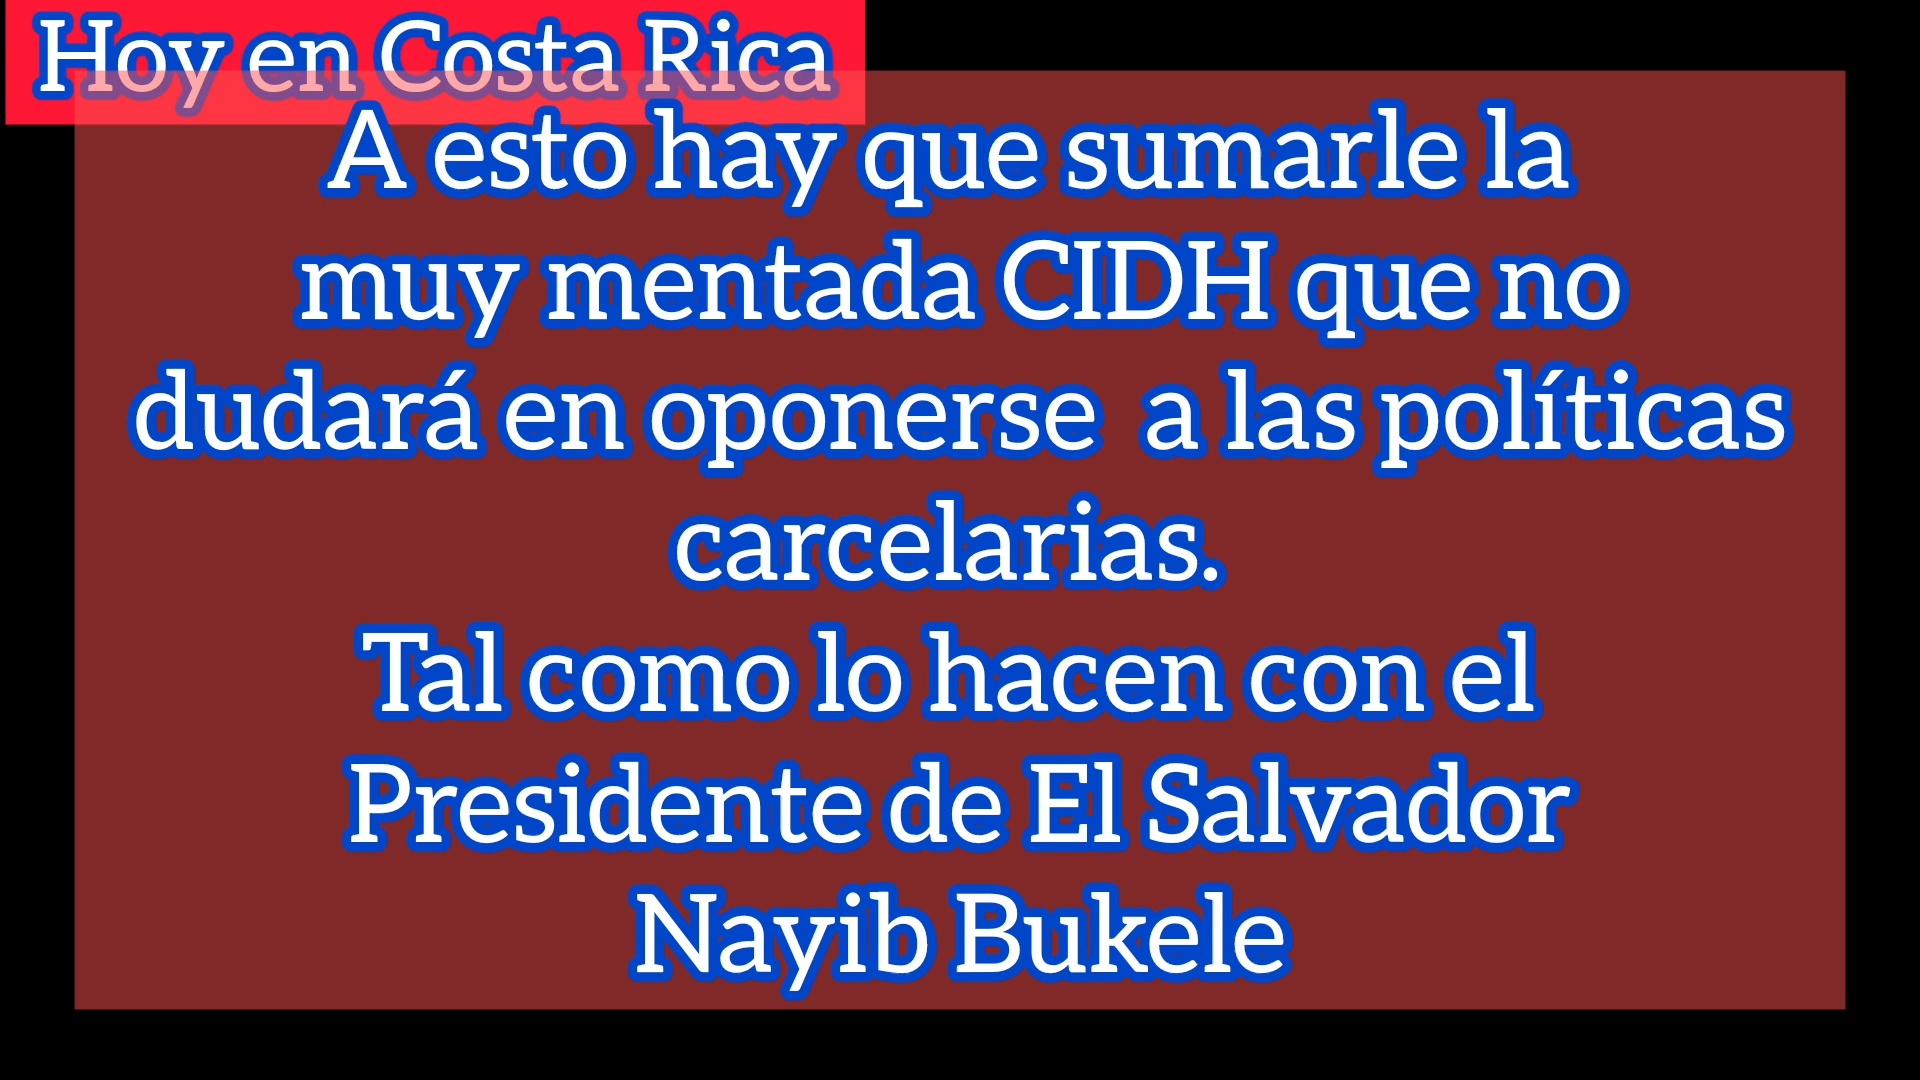 Hoy en Costa Rica
A esto hay que sumarle la
muy mentada CIDH que no
dudará en oponerse  a las políticas
carcelarias.
Tal como lo hacen con el
Presidente de El Salvador
Nayib Bukele